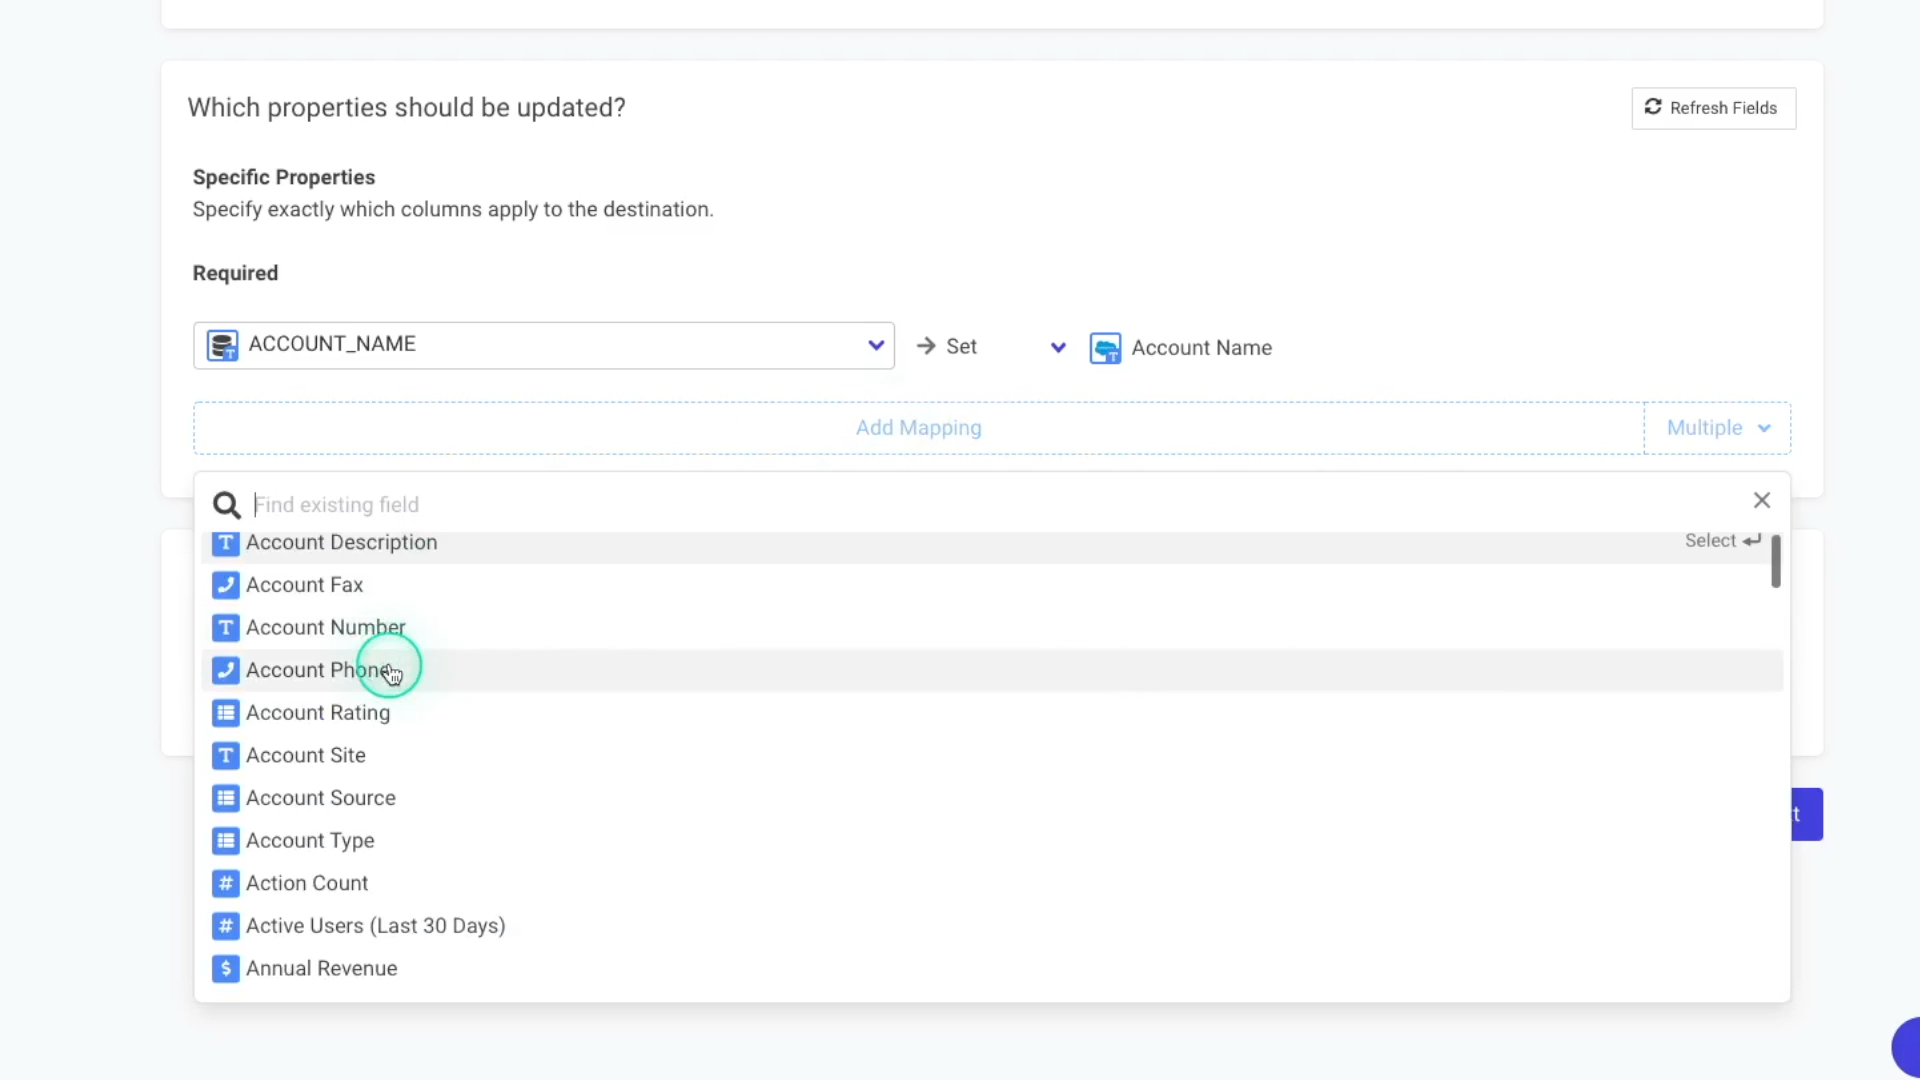 Which properties should be updated?
Refresh Fields
Specific Properties
Specify exactly which columns apply to the destination.
Required
ACCOUNT_NAME
Set
Account Name
Add Mapping
Multiple
Find existing field
Account Description
Select
Account Fax
Account Number
Account Phone
Account Rating
Account Site
Account Source
Account Type
# Action Count
# Active Users (Last 30 Days)
$ Annual Revenue